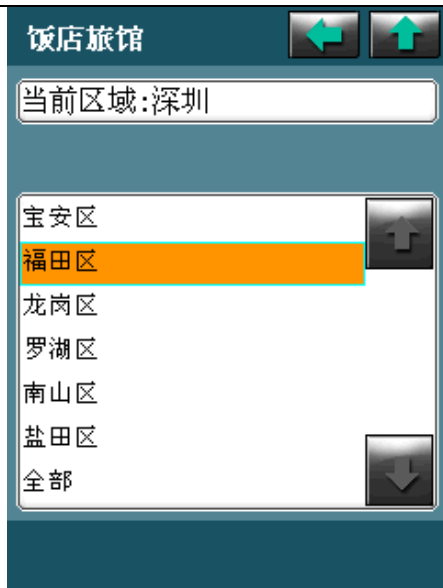 饭店旅馆
当前区域:深圳
宝安区
福田区
龙岗区
罗湖区
南山区
盐田区
全部